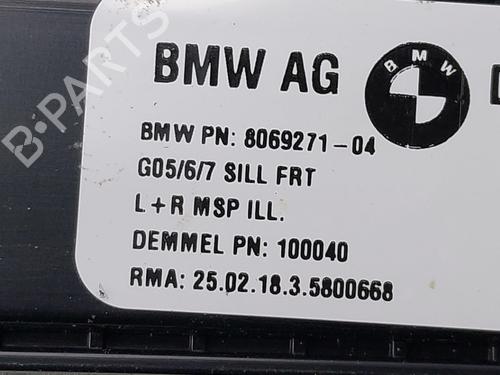 B-PARTS
BMW AG
BMW
BMW PN: 8069271-04
G05/6/7 SILL FRT
L+R MSP ILL.
DEMMEL PN: 100040
RMA: 25.02.18.3.5800668